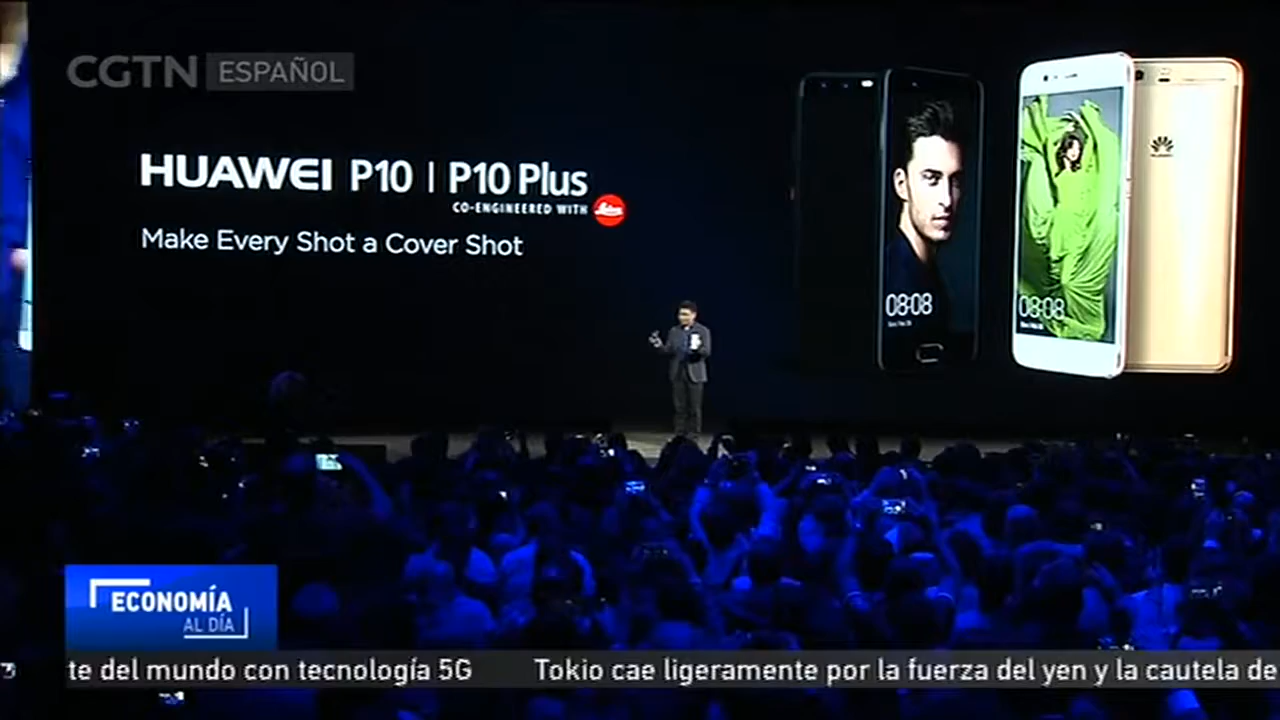 CGTN ESPAÑOL
HUAWEI P10 | P10 Plus
CO-ENGINEERED WITH Leica
Make Every Shot a Cover Shot
08:08
08:08
HUAWEI
ECONOMÍA
AL DÍA
te del mundo con tecnología 5G Tokio cae ligeramente por la fuerza del yen y la cautela de